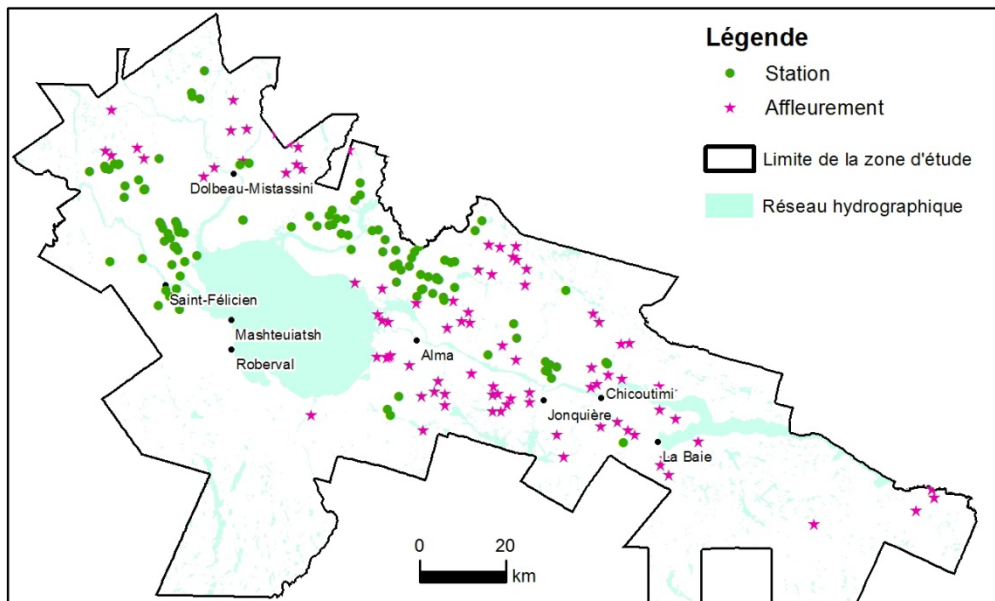 Légende
Station
Affleurement
Limite de la zone d'étude
Réseau hydrographique
Dolbeau-Mistassini
Saint-Félicien
Mashteuiatsh
Roberval
Alma
Chicoutimi
Jonquière
La Baie
0 20
km